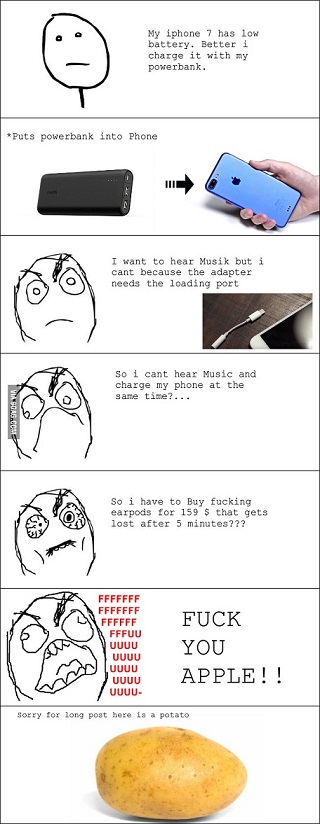 My iphone 7 has low
battery. Better i
charge it with my
powerbank.
*Puts powerbank into Phone
I want to hear Musik but i
cant because the adapter
needs the loading port
So i cant hear Music and
charge my phone at the
same time?...
VIA 9GAG.COM
So i have to Buy fucking
earpods for 159 $ that gets
lost after 5 minutes???
FFFFFFF
FFFFFFF
FFFFFF
FFFUU
UUUU
UUUU
UUUU
UUUU
UUUU-
FUCK
YOU
APPLE!!
Sorry for long post here is a potato